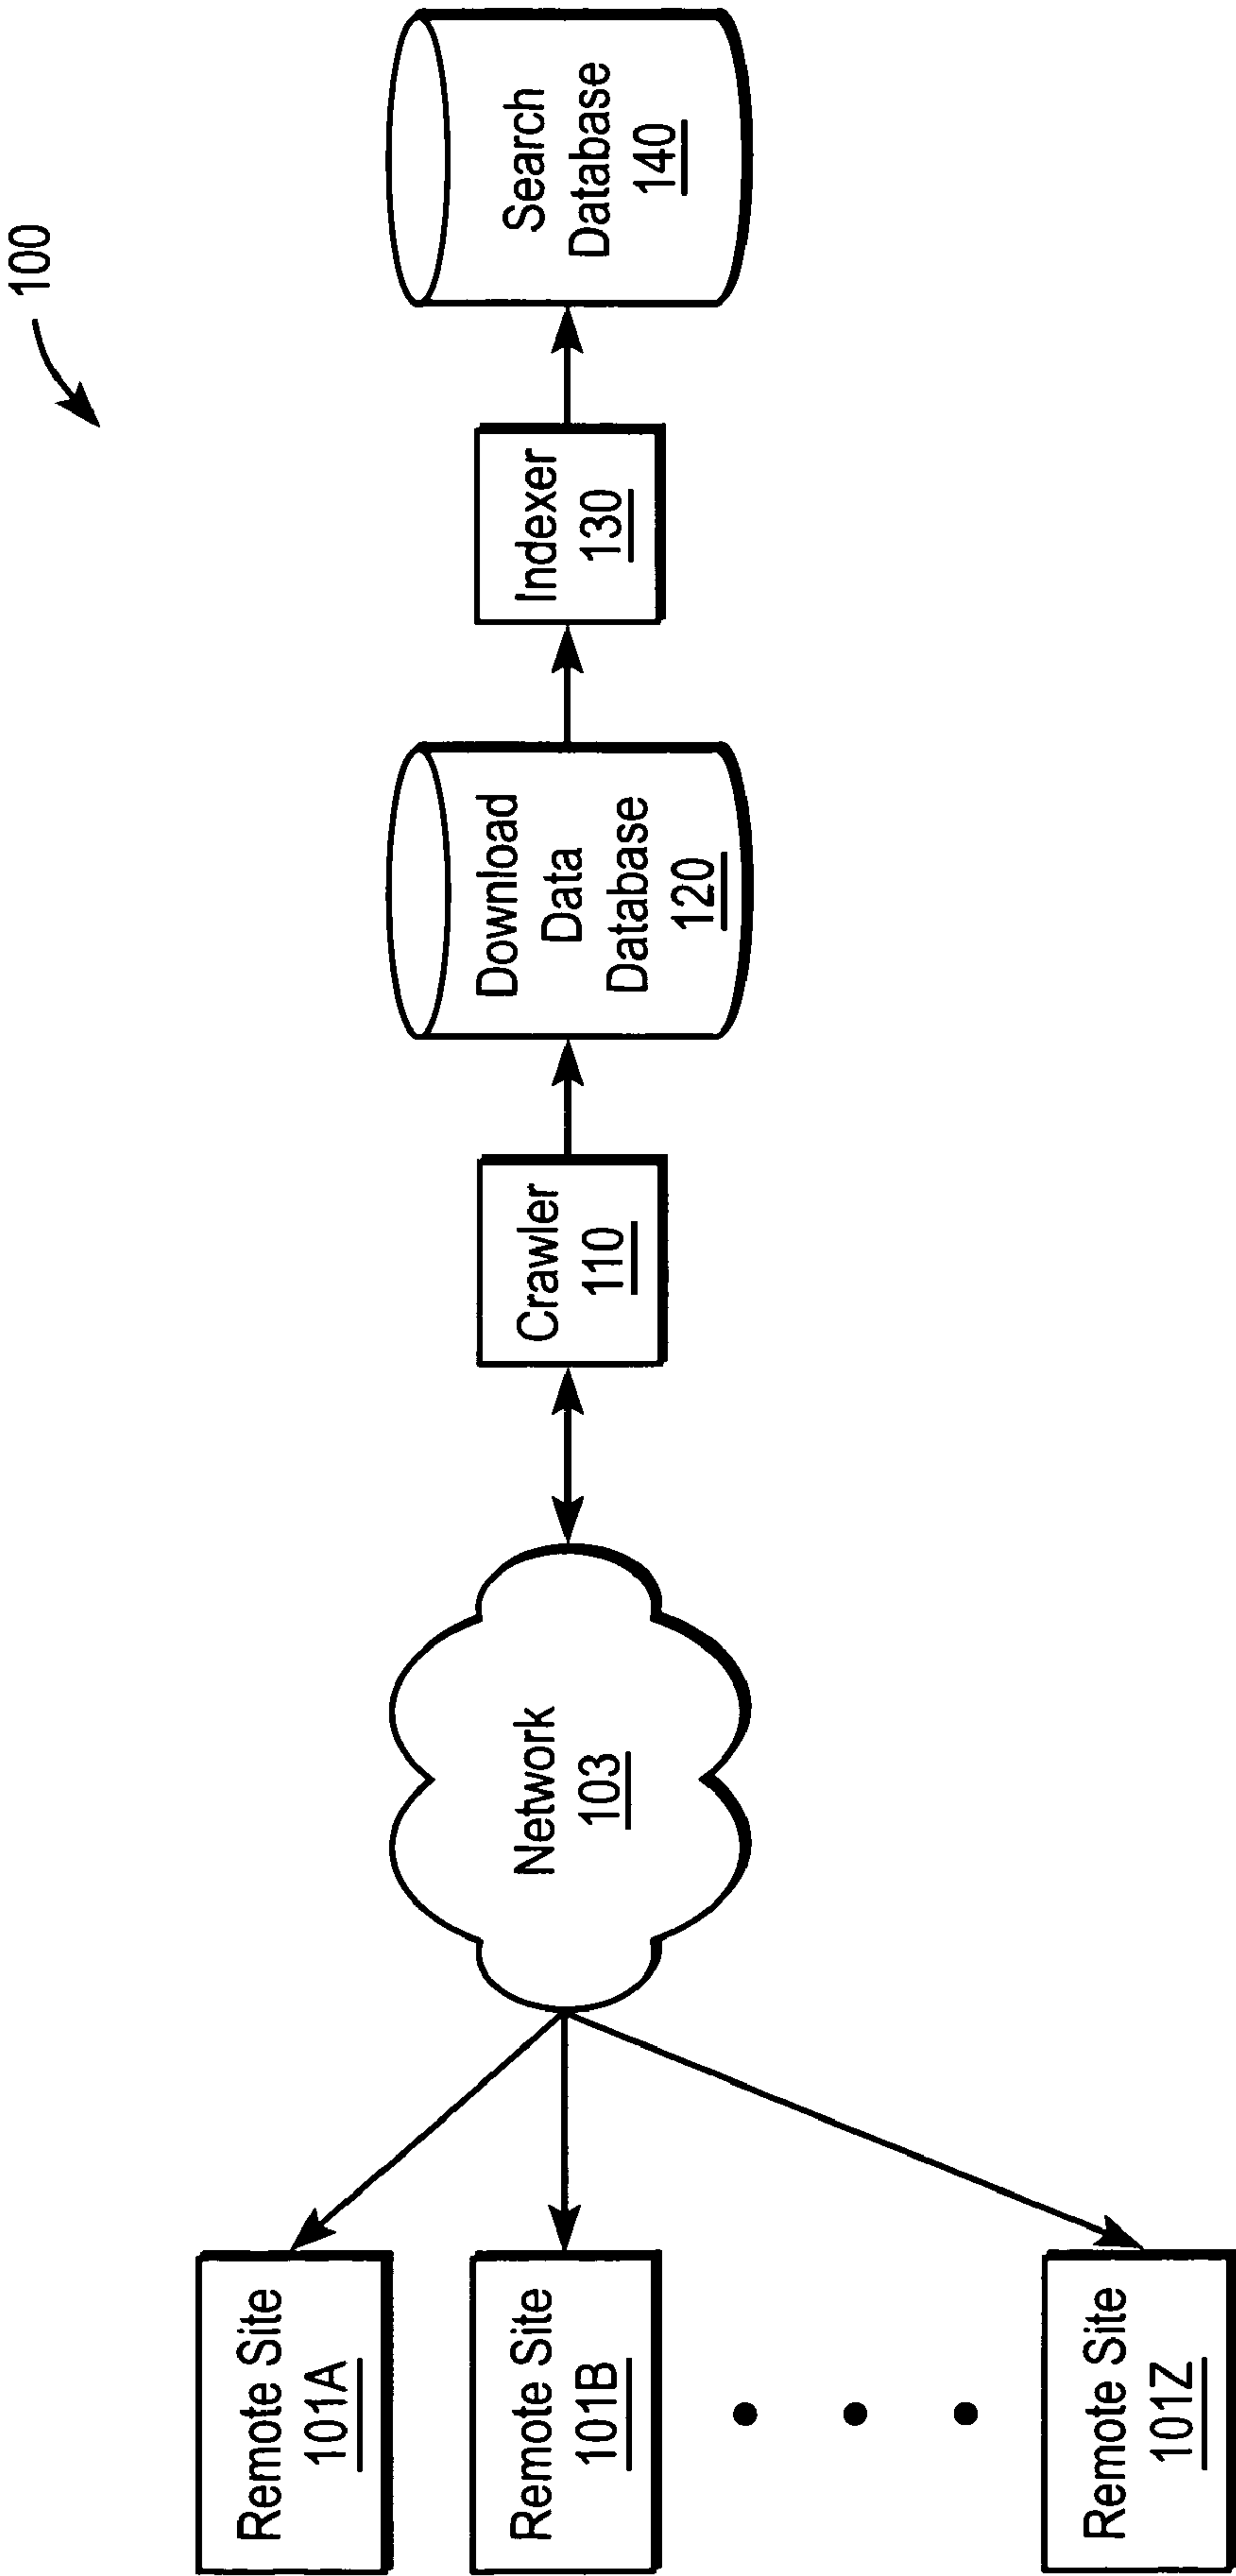 100
Remote Site
101A
Remote Site
101B
Remote Site
101Z
Network
103
Crawler
110
Download
Data
Database
120
Indexer
130
Search
Database
140